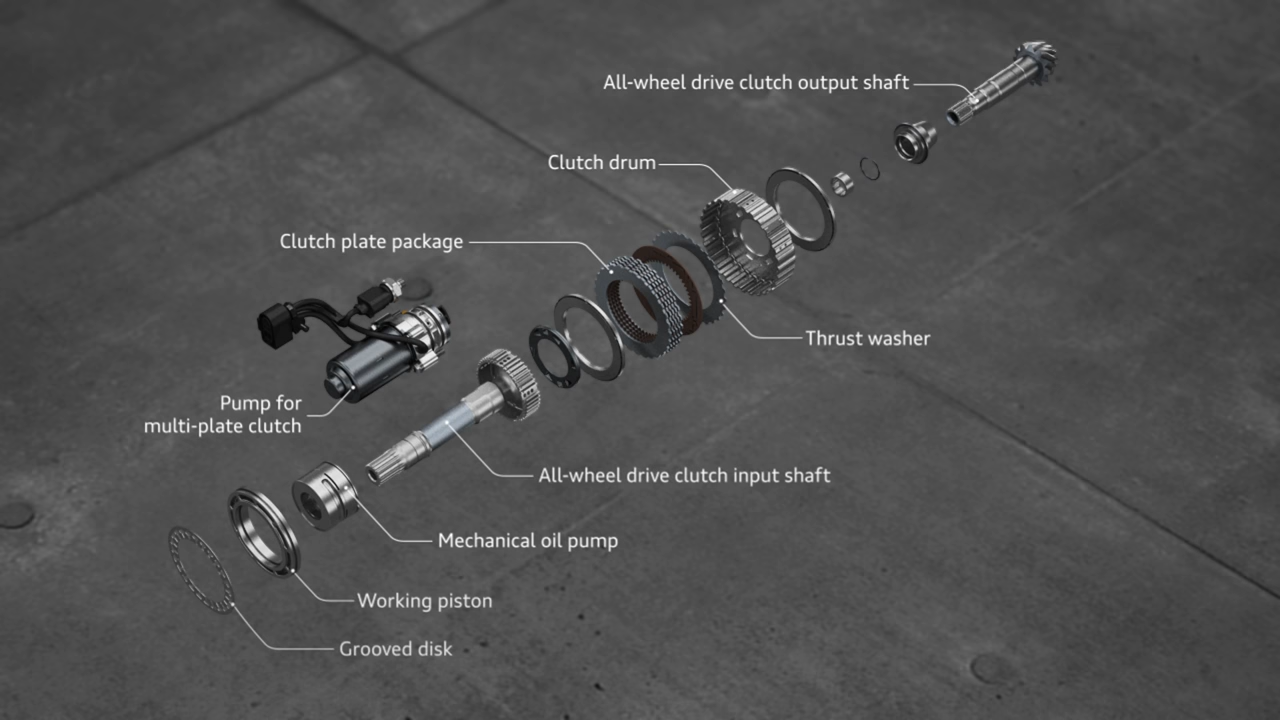 All-wheel drive clutch output shaft
Clutch drum
Clutch plate package
Thrust washer
Pump for
multi-plate clutch
All-wheel drive clutch input shaft
Mechanical oil pump
Working piston
Grooved disk